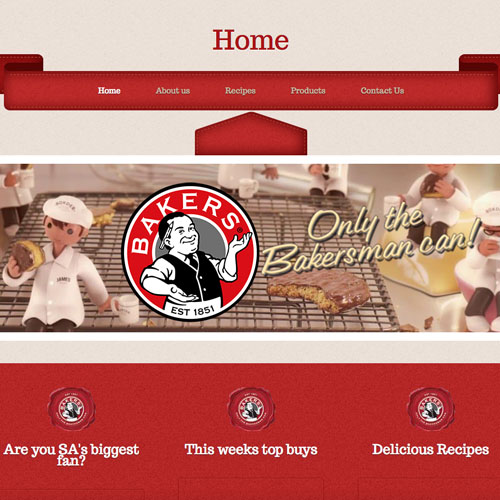 Home
Home About us Recipes Products Contact Us
BAKERS
EST 1851
Only the
Bakersman can!
JAMES
BAKERS
BAKERS
BAKERS
Are you SA's biggest
fan?
This weeks top buys
Delicious Recipes